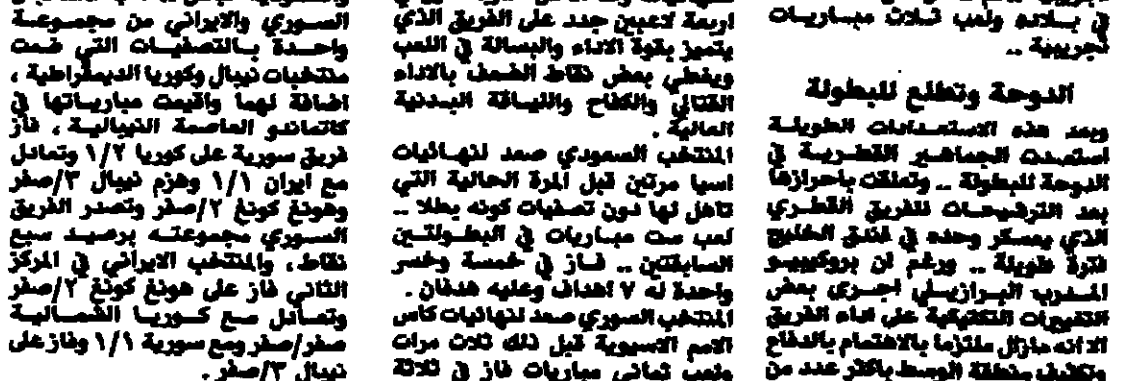 في بلاده ولعب ثلاث مباريات
تجريبية ..
الدوحة وتطلع للبطولة
وبعد هذه الاستعدادات الطويلة
استعدت الجماهير القطرية في
الدوحة للبطولة .. وتعلقت باحرازها
بعد الترشيحات للفريق القطري
الذي يعسكر وحده في فندق الخليج
فترة طويلة .. ورغم ان بروكبيسو
المدرب البرازيلي اجرى بعض
التغييرات التكتيكية على اداء الفريق
الا انه مازال ملتزما بالاهتمام بالدفاع
وتكثيف منطقة الوسط باكثر عدد من
اربعة لاعبين جدد على الفريق الذي
يتميز بقوة الاداء والبسالة في اللعب
ويغطي بعض نقاط الضعف بالاداء
القتالي والكفاح واللياقة البدنية
العالية .
المنتخب السعودي صعد لنهائيات
اسيا مرتين قبل المرة الحالية التي
تاهل لها دون تصفيات كونه بطلا ..
لعب ست مباريات في البطولتين
السابقتين .. فاز في خمسة وخسر
واحدة له ٧ اهداف وعليه هدفان .
المنتخب السوري صعد لنهائيات كاس
الامم الاسيوية قبل ذلك ثلاث مرات
ولعب ثماني مباريات فاز في ثلاثة
السوري والايراني من مجموعة
واحدة بالتصفيات التي ضمت
منتخبات نيبال وكوريا الديمقراطية ،
اضافة لهما واقيمت مبارياتها في
كاتماندو العاصمة النيبالية ، فاز
فريق سورية على كوريا ١/٢ وتعادل
مع ايران ١/١ وهزم نيبال ٣/صفر
وهونغ كونغ ٢/صفر وتصدر الفريق
السوري مجموعته برصيد سبع
نقاط ، والمنتخب الايراني في المركز
الثاني فاز على هونغ كونغ ٢/صفر
وتعادل مع كوريا الشمالية
صفر/صفر ومع سورية ١/١ وفاز على
نيبال ٣/صفر .